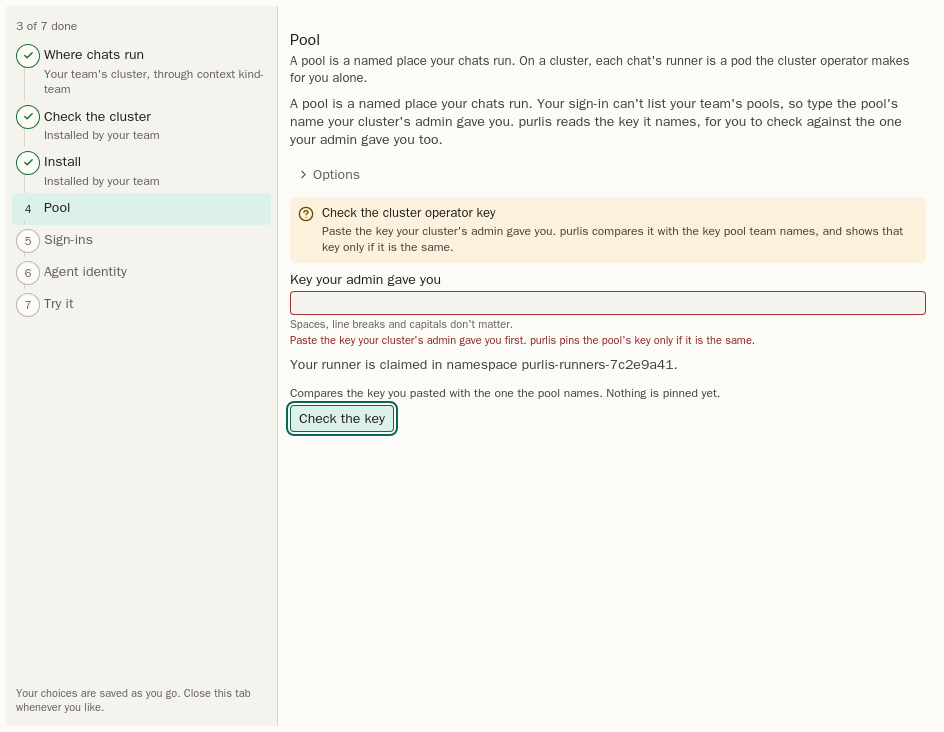 3 of 7 done
Where chats run
Your team's cluster, through context kind-
team
Check the cluster
Installed by your team
Install
Installed by your team
4 Pool
5 Sign-ins
6 Agent identity
7 Try it
Your choices are saved as you go. Close this tab
whenever you like.
Pool
A pool is a named place your chats run. On a cluster, each chat's runner is a pod the cluster operator makes
for you alone.
A pool is a named place your chats run. Your sign-in can't list your team's pools, so type the pool's
name your cluster's admin gave you. purlis reads the key it names, for you to check against the one
your admin gave you too.
Options
Check the cluster operator key
Paste the key your cluster's admin gave you. purlis compares it with the key pool team names, and shows that
key only if it is the same.
Key your admin gave you
Spaces, line breaks and capitals don't matter.
Paste the key your cluster's admin gave you first. purlis pins the pool's key only if it is the same.
Your runner is claimed in namespace purlis-runners-7c2e9a41.
Compares the key you pasted with the one the pool names. Nothing is pinned yet.
Check the key